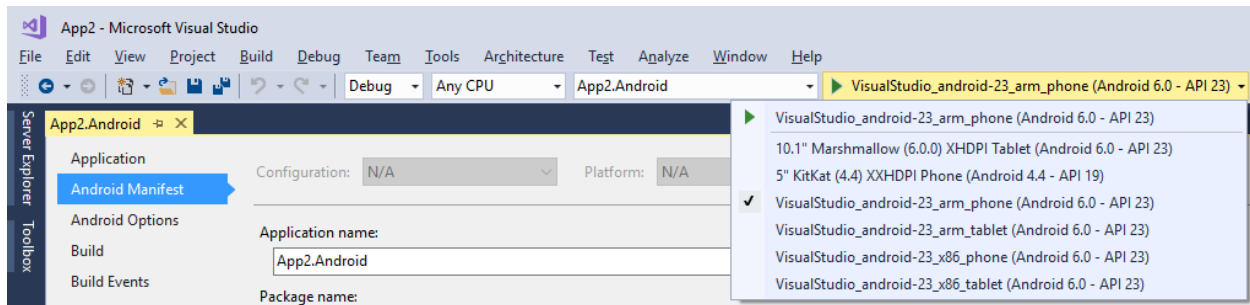 App2 - Microsoft Visual Studio
File Edit View Project Build Debug Team Tools Architecture Test Analyze Window Help
Debug Any CPU App2.Android VisualStudio_android-23_arm_phone (Android 6.0 - API 23)
VisualStudio_android-23_arm_phone (Android 6.0 - API 23)
10.1" Marshmallow (6.0.0) XHDPI Tablet (Android 6.0 - API 23)
5" KitKat (4.4) XXHDPI Phone (Android 4.4 - API 19)
VisualStudio_android-23_arm_phone (Android 6.0 - API 23)
VisualStudio_android-23_arm_tablet (Android 6.0 - API 23)
VisualStudio_android-23_x86_phone (Android 6.0 - API 23)
VisualStudio_android-23_x86_tablet (Android 6.0 - API 23)
Server Explorer
Toolbox
App2.Android
Application
Android Manifest
Android Options
Build
Build Events
Configuration: N/A Platform: N/A
Application name:
App2.Android
Package name: